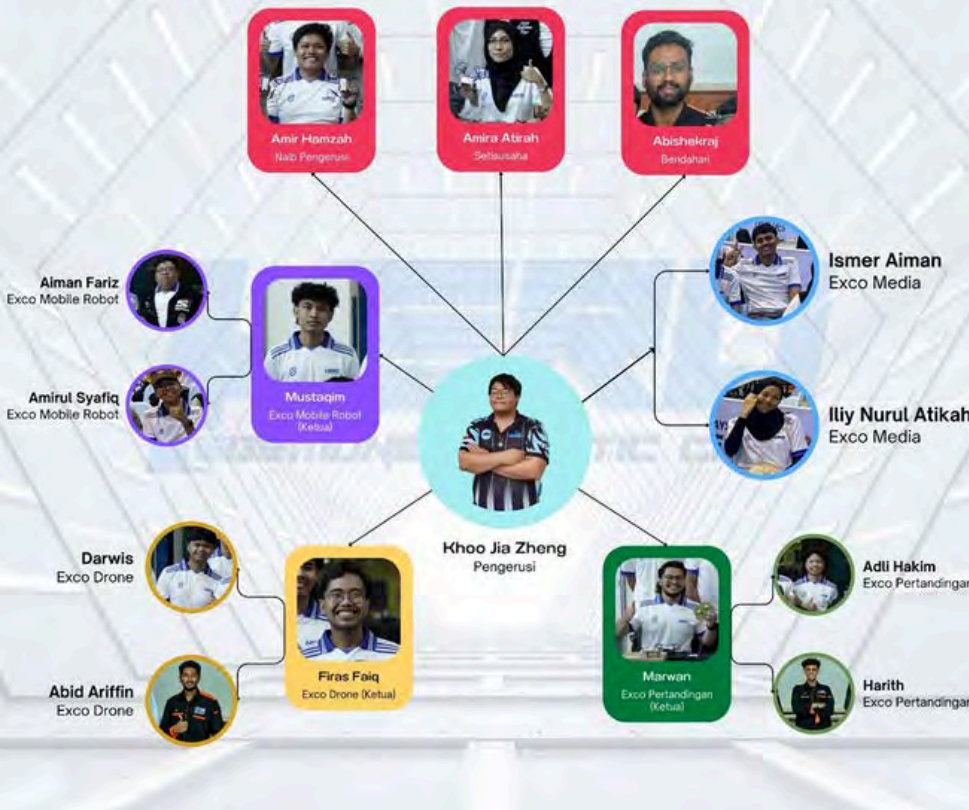 Amir Hamzah
Naib Pengerusi
Amira Atirah
Setiausaha
Abishekraj
Bendahari
Aiman Fariz
Exco Mobile Robot
Amirul Syafiq
Exco Mobile Robot
Mustaqim
Exco Mobile Robot
(Ketua)
Ismer Aiman
Exco Media
Iliy Nurul Atikah
Exco Media
Khoo Jia Zheng
Pengerusi
Darwis
Exco Drone
Abid Ariffin
Exco Drone
Firas Faiq
Exco Drone (Ketua)
Marwan
Exco Pertandingan
(Ketua)
Adli Hakim
Exco Pertandingan
Harith
Exco Pertandingan